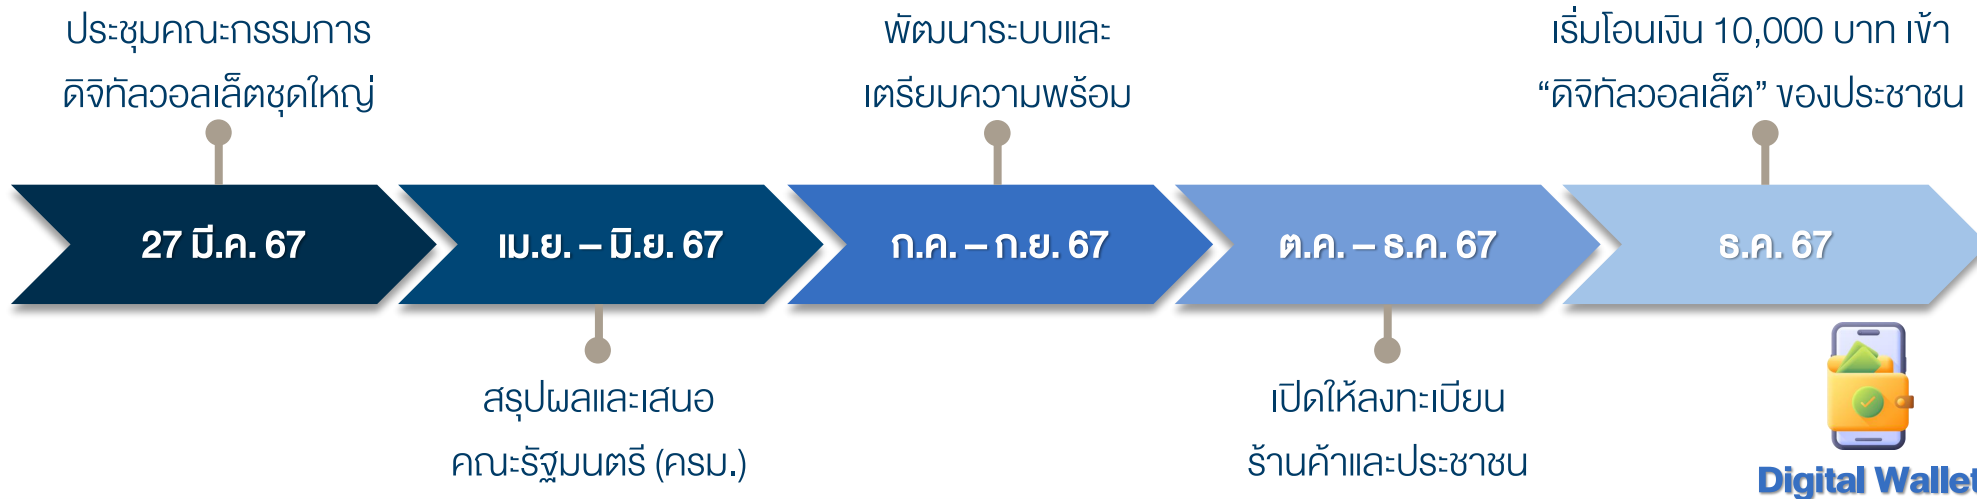 ประชุมคณะกรรมการ
ดิจิทัลวอลเล็ตชุดใหญ่
27 มี.ค. 67
เม.ย. – มิ.ย. 67
สรุปผลและเสนอ
คณะรัฐมนตรี (ครม.)
พัฒนาระบบและ
เตรียมความพร้อม
ก.ค. – ก.ย. 67
ต.ค. – ธ.ค. 67
เปิดให้ลงทะเบียน
ร้านค้าและประชาชน
เริ่มโอนเงิน 10,000 บาท เข้า
“ดิจิทัลวอลเล็ต” ของประชาชน
ธ.ค. 67
Digital Wallet